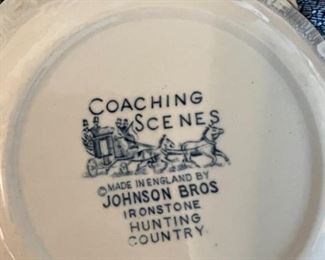 COACHING
SCENES
©MADE IN ENGLAND BY
JOHNSON BROS
IRONSTONE
HUNTING
COUNTRY